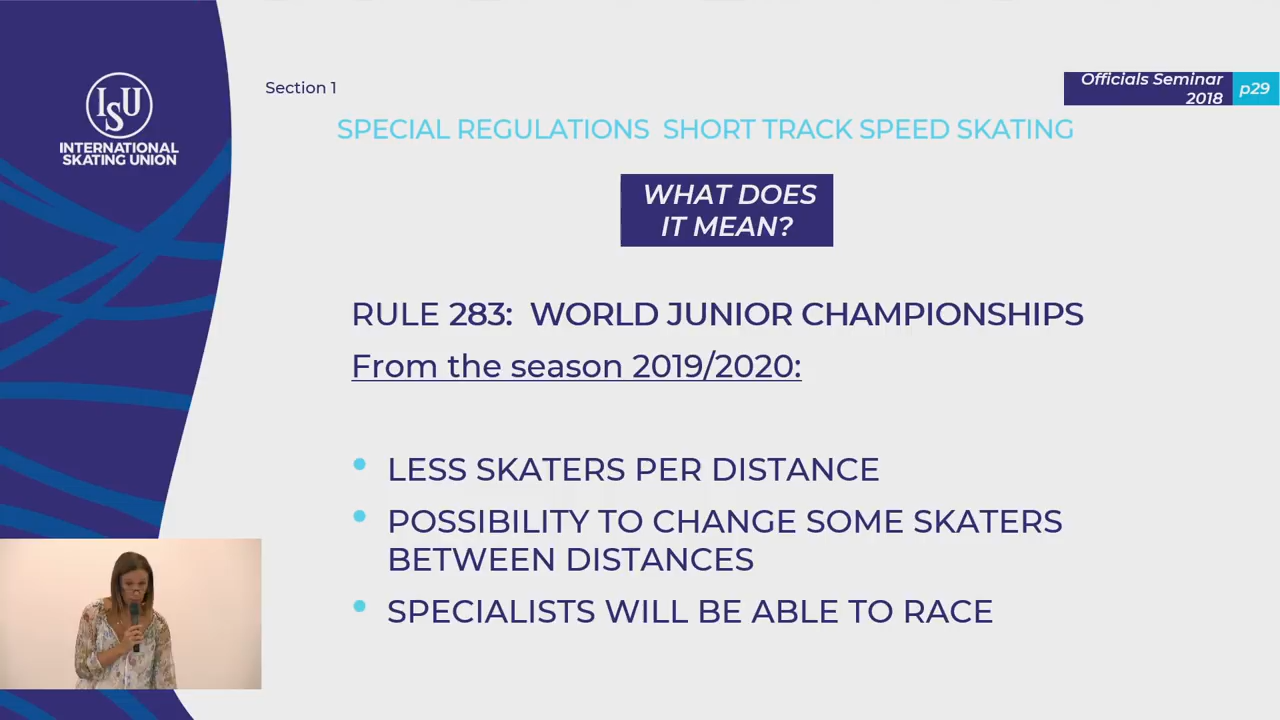 ISU
INTERNATIONAL
SKATING UNION
Section 1
Officials Seminar
2018
p29
SPECIAL REGULATIONS SHORT TRACK SPEED SKATING
WHAT DOES
IT MEAN?
RULE 283: WORLD JUNIOR CHAMPIONSHIPS
From the season 2019/2020:
• LESS SKATERS PER DISTANCE
• POSSIBILITY TO CHANGE SOME SKATERS
BETWEEN DISTANCES
• SPECIALISTS WILL BE ABLE TO RACE